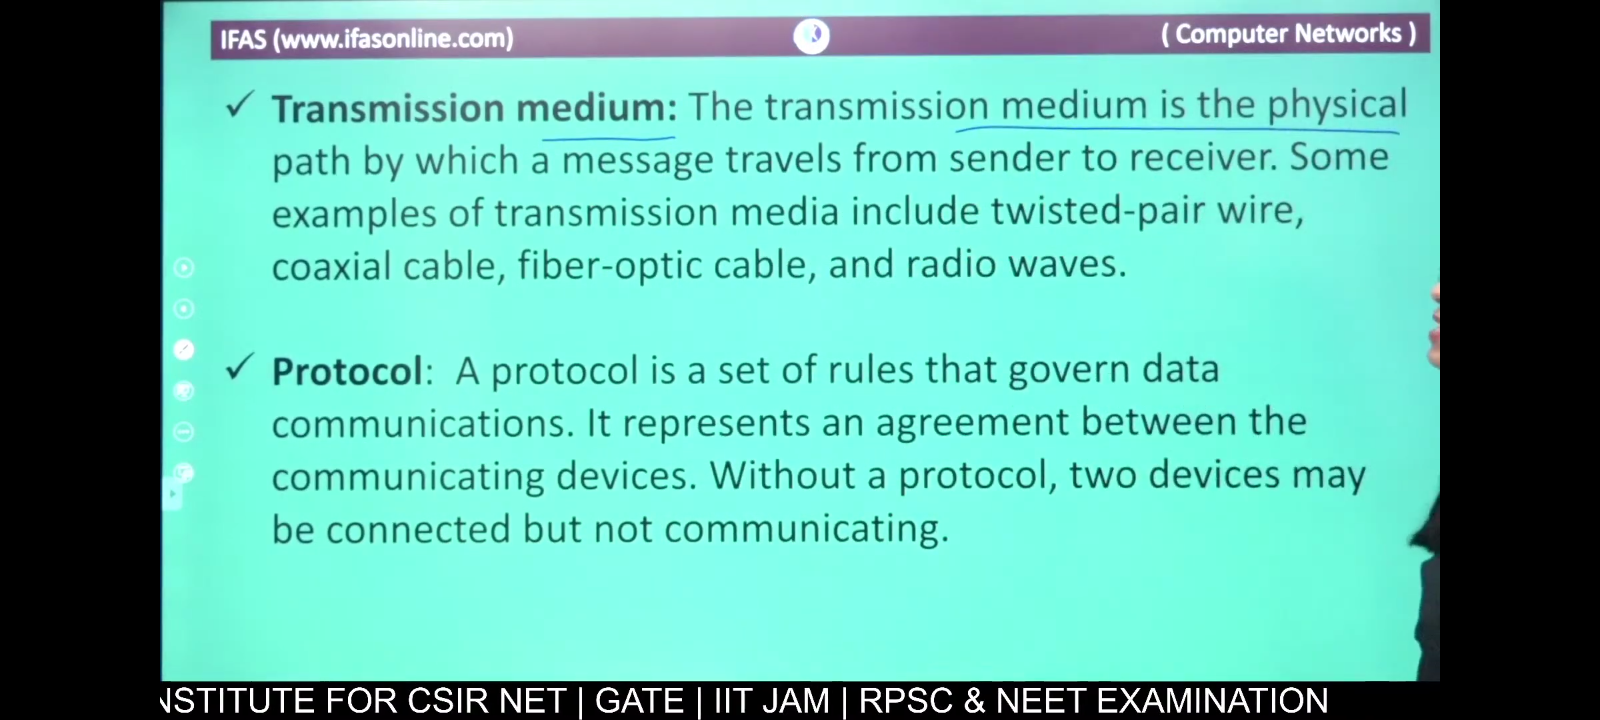 IFAS (www.ifasonline.com)
( Computer Networks )
✓ Transmission medium: The transmission medium is the physical
path by which a message travels from sender to receiver. Some
examples of transmission media include twisted-pair wire,
coaxial cable, fiber-optic cable, and radio waves.
✓ Protocol: A protocol is a set of rules that govern data
communications. It represents an agreement between the
communicating devices. Without a protocol, two devices may
be connected but not communicating.
NSTITUTE FOR CSIR NET | GATE | IIT JAM | RPSC & NEET EXAMINATION